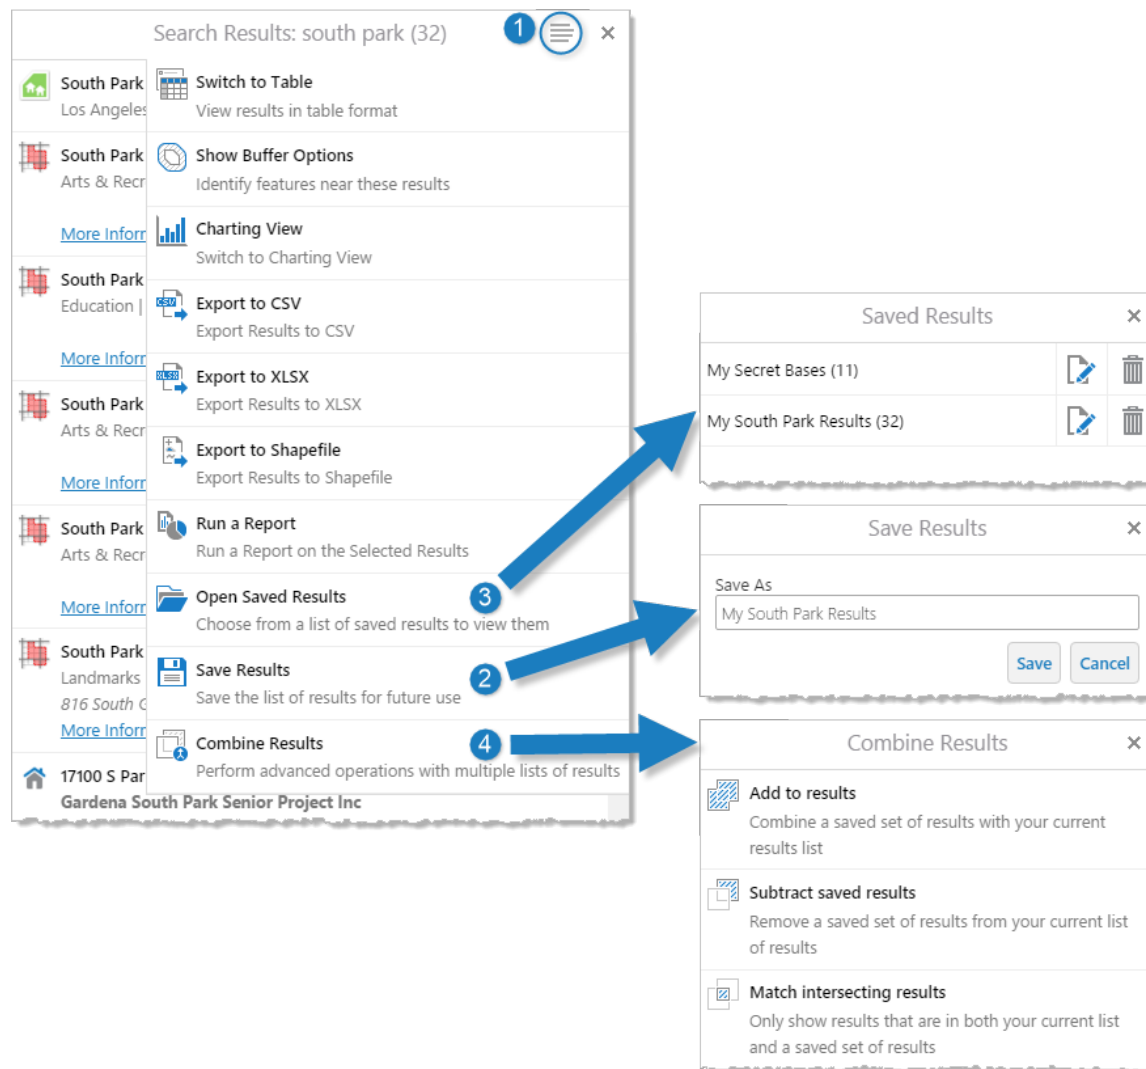 Search Results: south park (32)
1
South Park
Los Angeles
South Park
Arts & Recr
More Inforr
South Park
Education |
More Inforr
South Park
Arts & Recr
More Inforr
South Park
Arts & Recr
More Inforr
South Park
Landmarks
816 South G
More Inforr
17100 S Par
Gardena South Park Senior Project Inc
Switch to Table
View results in table format
Show Buffer Options
Identify features near these results
Charting View
Switch to Charting View
CSV
Export to CSV
Export Results to CSV
XLSX
Export to XLSX
Export Results to XLSX
Export to Shapefile
Export Results to Shapefile
Run a Report
Run a Report on the Selected Results
Open Saved Results
3
Choose from a list of saved results to view them
Save Results
2
Save the list of results for future use
Combine Results
4
Perform advanced operations with multiple lists of results
Saved Results
My Secret Bases (11)
My South Park Results (32)
Save Results
Save As
My South Park Results
Save Cancel
Combine Results
Add to results
Combine a saved set of results with your current
results list
Subtract saved results
Remove a saved set of results from your current list
of results
Match intersecting results
Only show results that are in both your current list
and a saved set of results